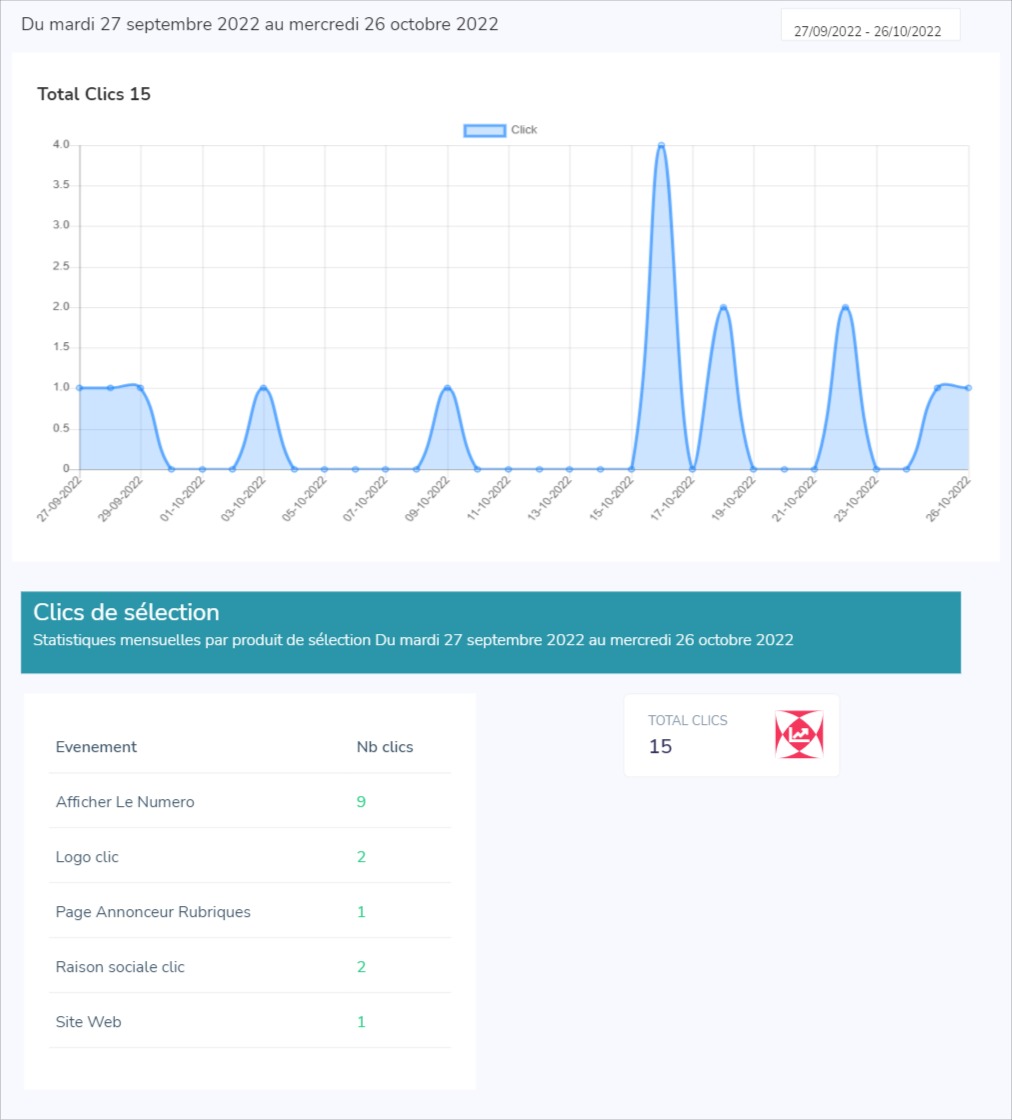 Du mardi 27 septembre 2022 au mercredi 26 octobre 2022
27/09/2022 - 26/10/2022
Total Clics 15
Click
4.0
3.5
3.0
2.5
2.0
1.5
1.0
0.5
0
27-09-2022
29-09-2022
01-10-2022
03-10-2022
05-10-2022
07-10-2022
09-10-2022
11-10-2022
13-10-2022
15-10-2022
17-10-2022
19-10-2022
21-10-2022
23-10-2022
26-10-2022
Clics de sélection
Statistiques mensuelles par produit de sélection Du mardi 27 septembre 2022 au mercredi 26 octobre 2022
Evenement Nb clics
Afficher Le Numero 9
Logo clic 2
Page Annonceur Rubriques 1
Raison sociale clic 2
Site Web 1
TOTAL CLICS
15